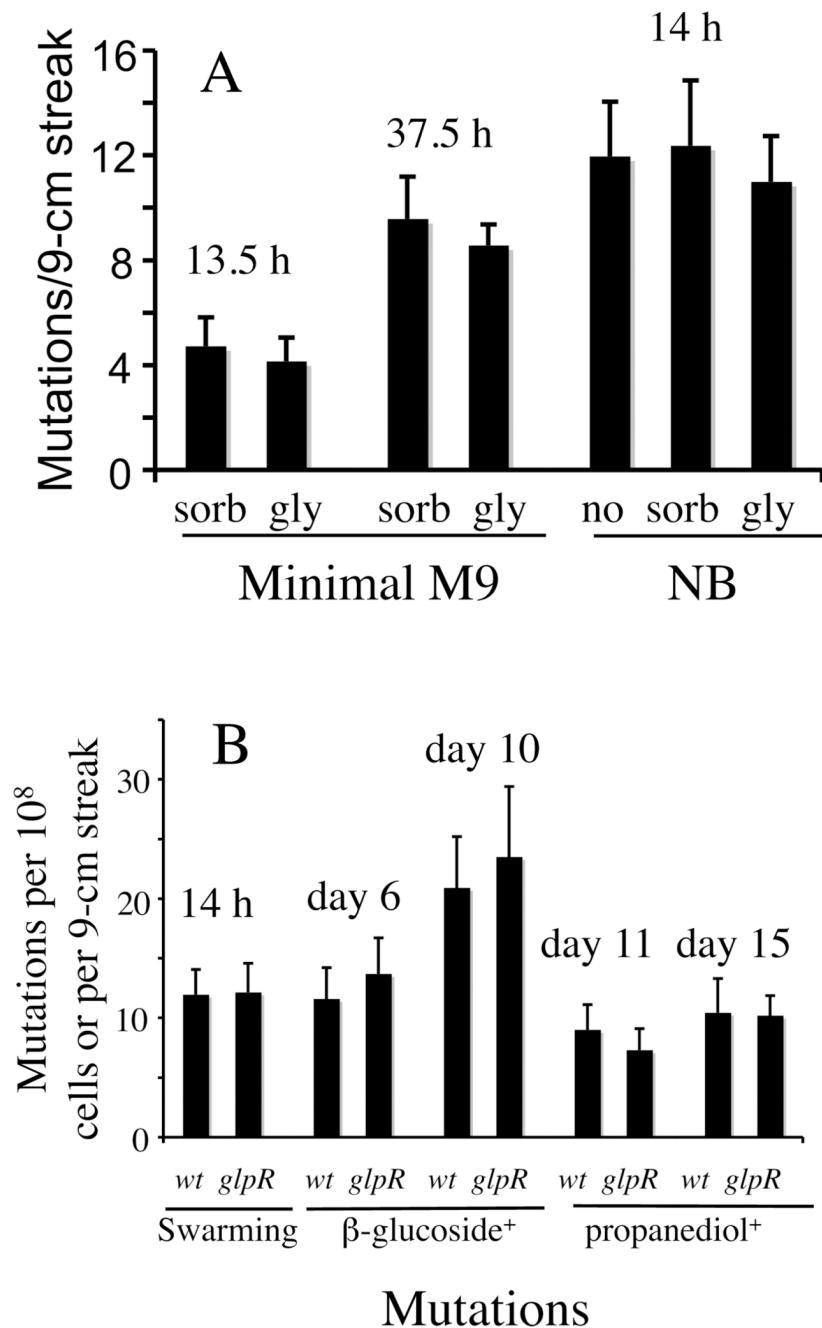 A
Mutations/9-cm streak
16
12
8
4
0
13.5 h
37.5 h
14 h
sorb gly sorb gly no sorb gly
Minimal M9 NB
B
Mutations per 10⁸
cells or per 9-cm streak
30
20
10
0
14 h
day 6
day 10
day 11
day 15
wt glpR wt glpR wt glpR wt glpR wt glpR
Swarming β-glucoside⁺ propanediol⁺
Mutations